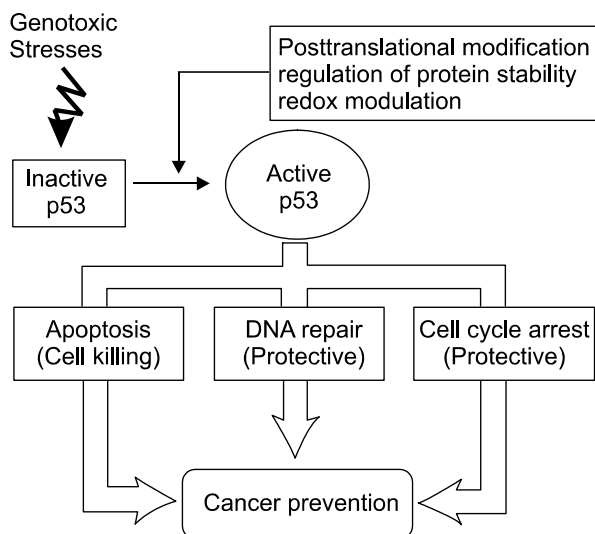 Genotoxic
Stresses
Posttranslational modification
regulation of protein stability
redox modulation
Inactive
p53
Active
p53
Apoptosis
(Cell killing)
DNA repair
(Protective)
Cell cycle arrest
(Protective)
Cancer prevention